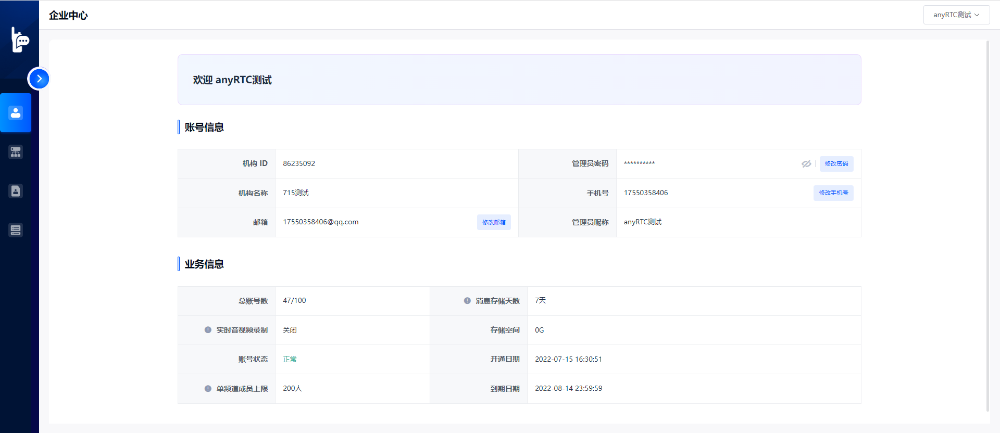 企业中心
anyRTC测试
欢迎 anyRTC测试
账号信息
机构 ID 86235092 管理员密码 ********** 修改密码
机构名称 715测试 手机号 17550358406 修改手机号
邮箱 17550358406@qq.com 修改邮箱 管理员昵称 anyRTC测试
业务信息
总账号数 47/100 消息存储天数 7天
实时音视频录制 关闭 存储空间 0G
账号状态 正常 开通日期 2022-07-15 16:30:51
单频道成员上限 200人 到期日期 2022-08-14 23:59:59